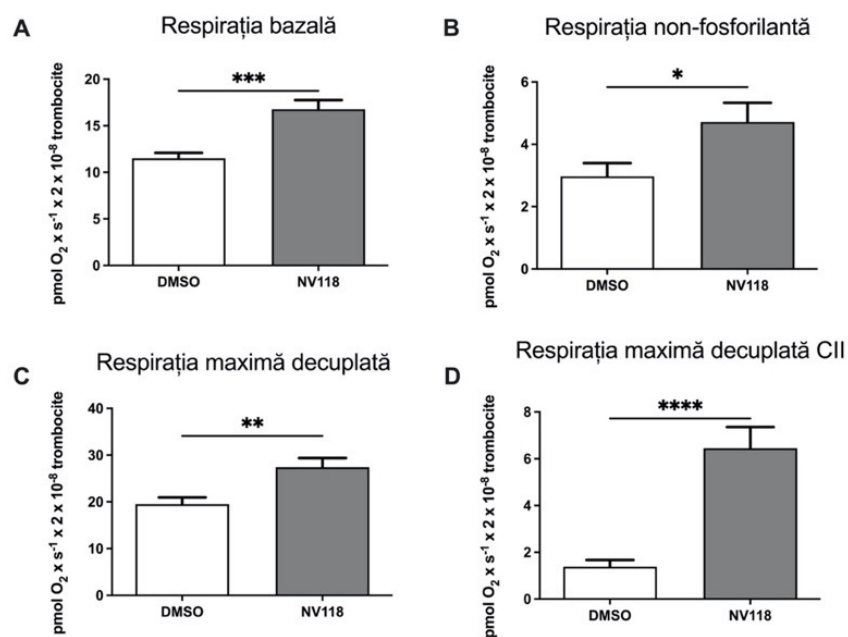 A
Respirația bazală
pmol O₂ x s⁻¹ x 2 x 10⁻⁸ trombocite
20
15
10
5
0
***
DMSO
NV118
B
Respirația non-fosforilantă
pmol O₂ x s⁻¹ x 2 x 10⁻⁸ trombocite
6
4
2
0
*
DMSO
NV118
C
Respirația maximă decuplată
pmol O₂ x s⁻¹ x 2 x 10⁻⁸ trombocite
40
30
20
10
0
**
DMSO
NV118
D
Respirația maximă decuplată CII
pmol O₂ x s⁻¹ x 2 x 10⁻⁸ trombocite
8
6
4
2
0
****
DMSO
NV118